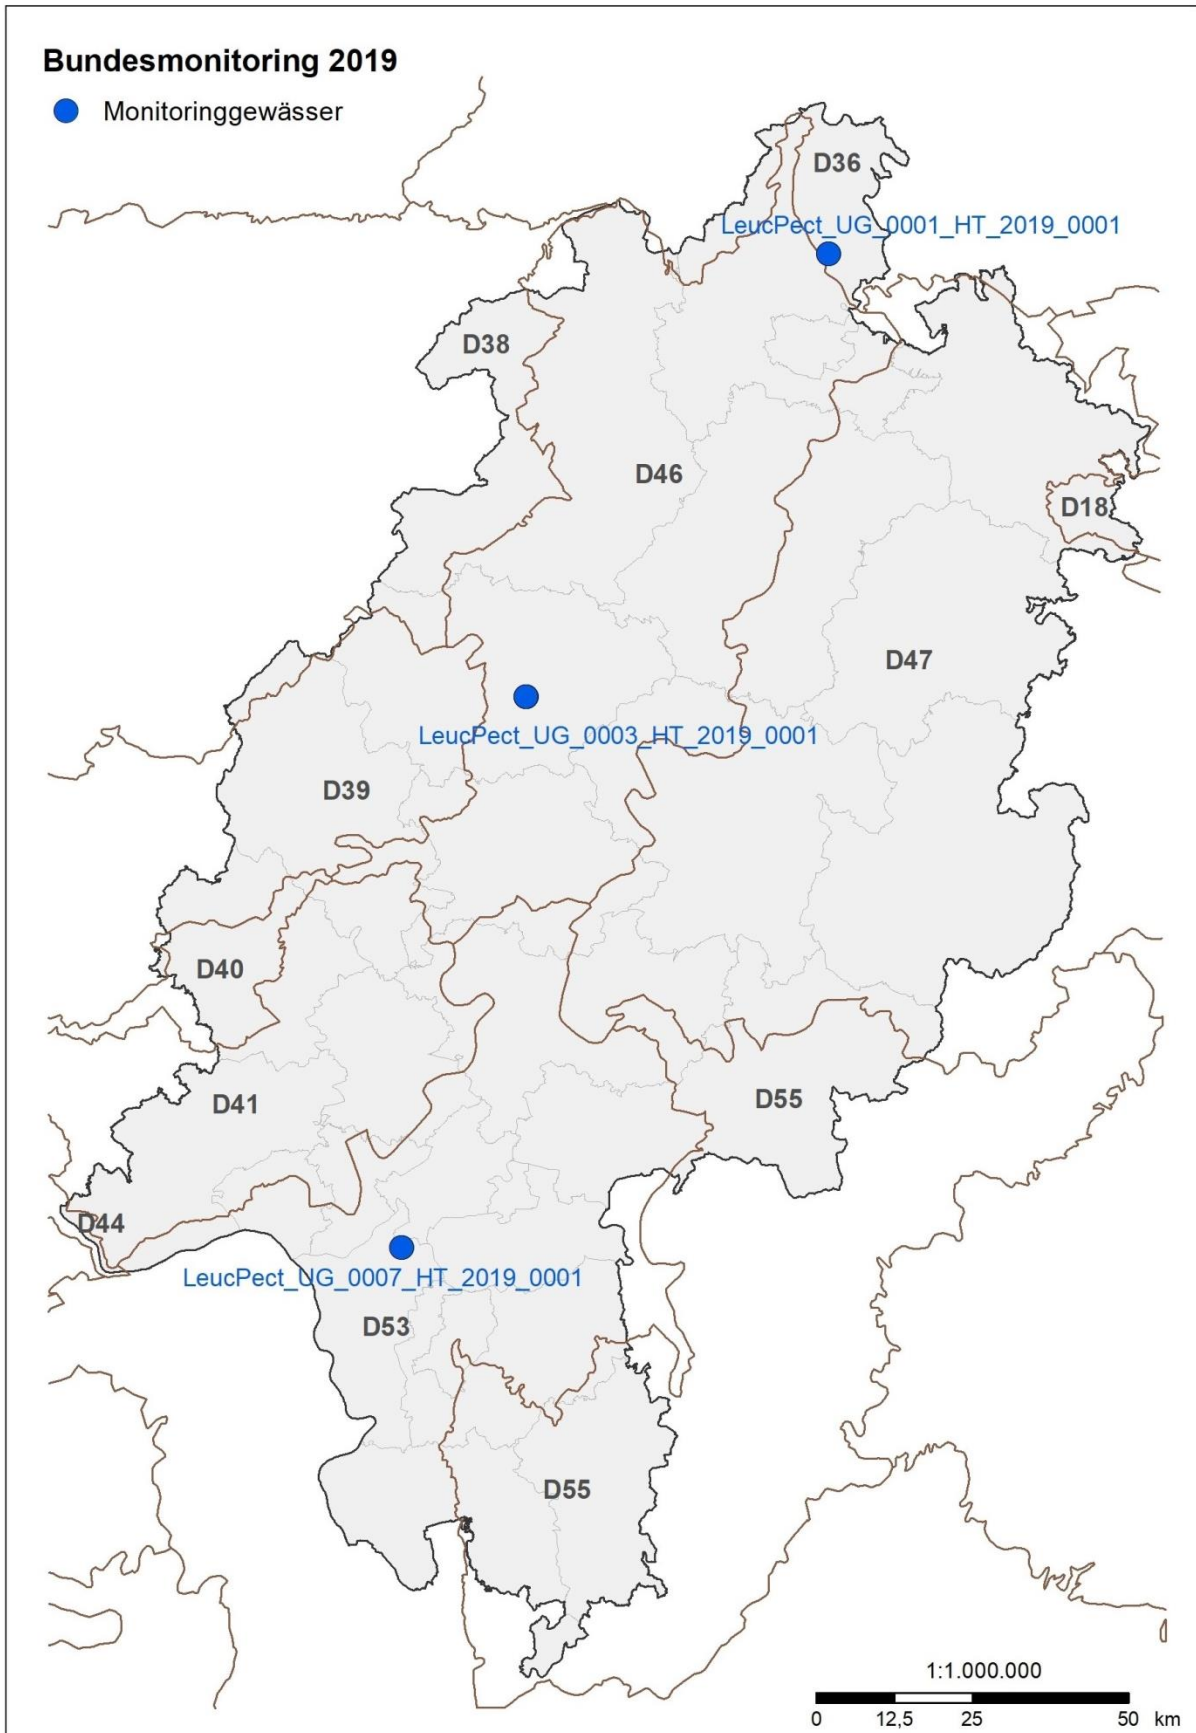 Bundesmonitoring 2019
Monitoringgewässer
D36
LeucPect_UG_0001_HT_2019_0001
D38
D46
D18
D47
LeucPect_UG_0003_HT_2019_0001
D39
D40
D41
D55
D44
LeucPect_UG_0007_HT_2019_0001
D53
D55
1:1.000.000
0 12,5 25 50 km